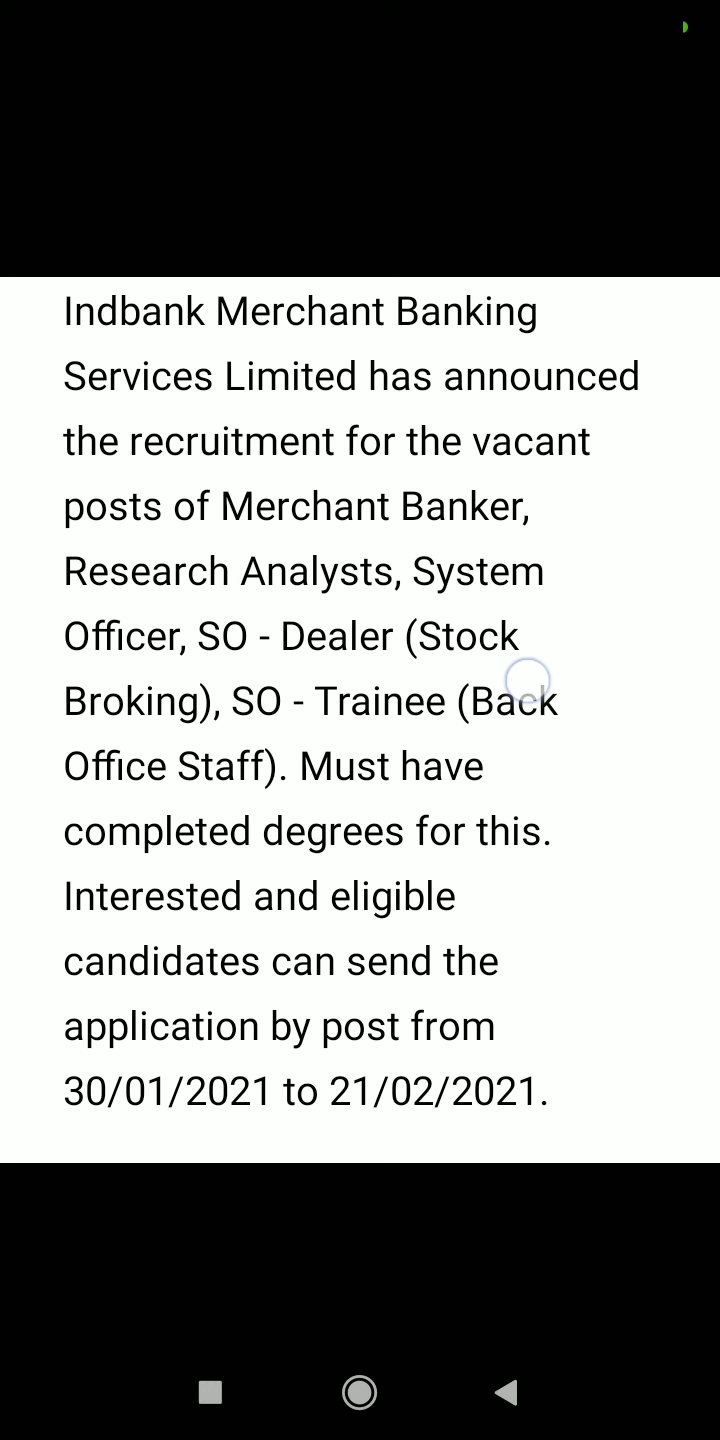 Indbank Merchant Banking
Services Limited has announced
the recruitment for the vacant
posts of Merchant Banker,
Research Analysts, System
Officer, SO - Dealer (Stock
Broking), SO - Trainee (Back
Office Staff). Must have
completed degrees for this.
Interested and eligible
candidates can send the
application by post from
30/01/2021 to 21/02/2021.